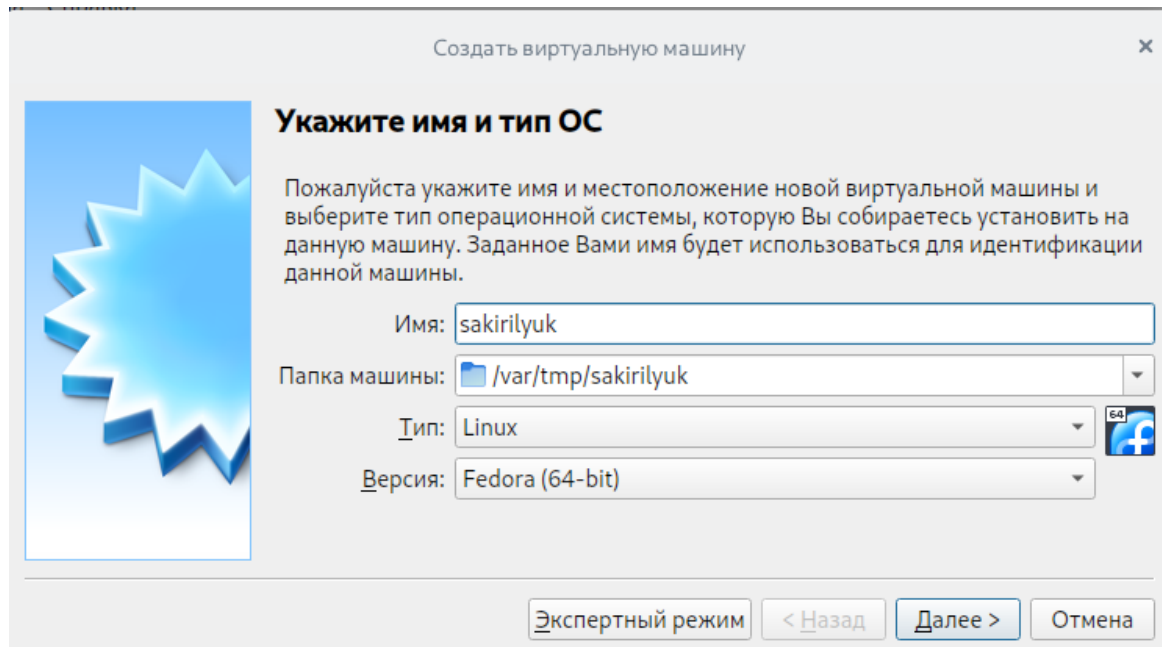 Создать виртуальную машину
Укажите имя и тип ОС
Пожалуйста укажите имя и местоположение новой виртуальной машины и
выберите тип операционной системы, которую Вы собираетесь установить на
данную машину. Заданное Вами имя будет использоваться для идентификации
данной машины.
Имя: sakirilyuk
Папка машины: /var/tmp/sakirilyuk
Тип: Linux
64
Версия: Fedora (64-bit)
Экспертный режим < Назад Далее > Отмена